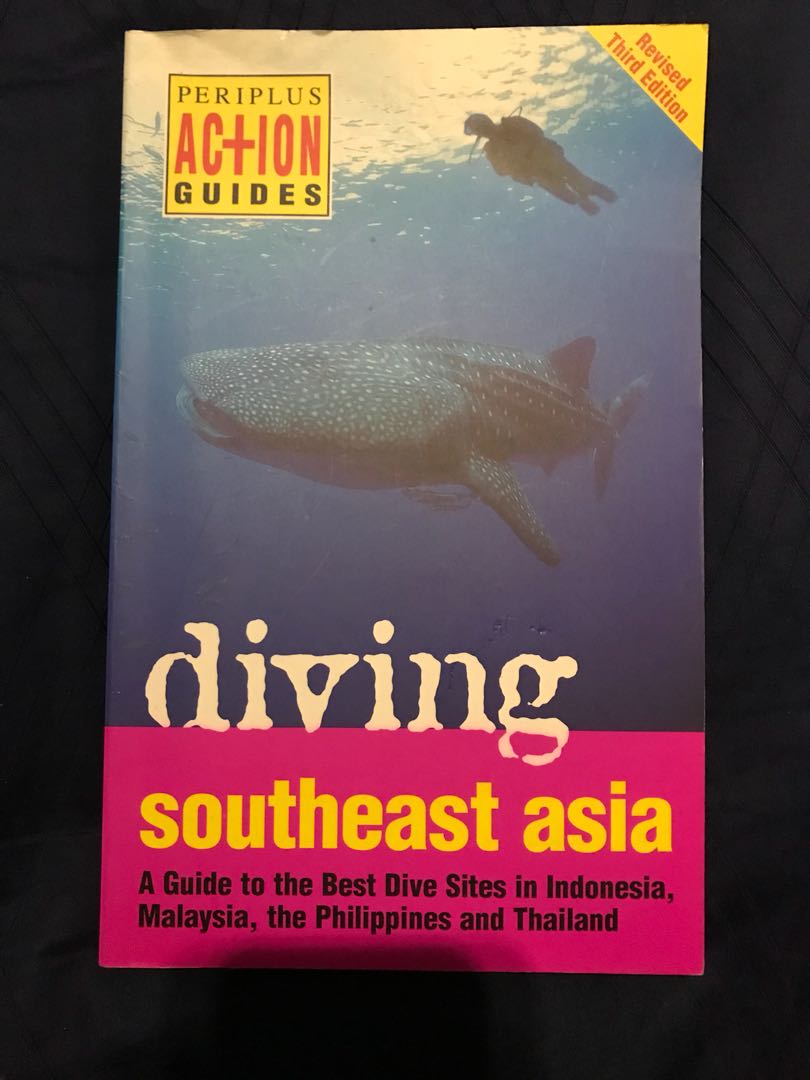 PERIPLUS
ACTION
GUIDES
Revised
Third Edition
diving
southeast asia
A Guide to the Best Dive Sites in Indonesia,
Malaysia, the Philippines and Thailand